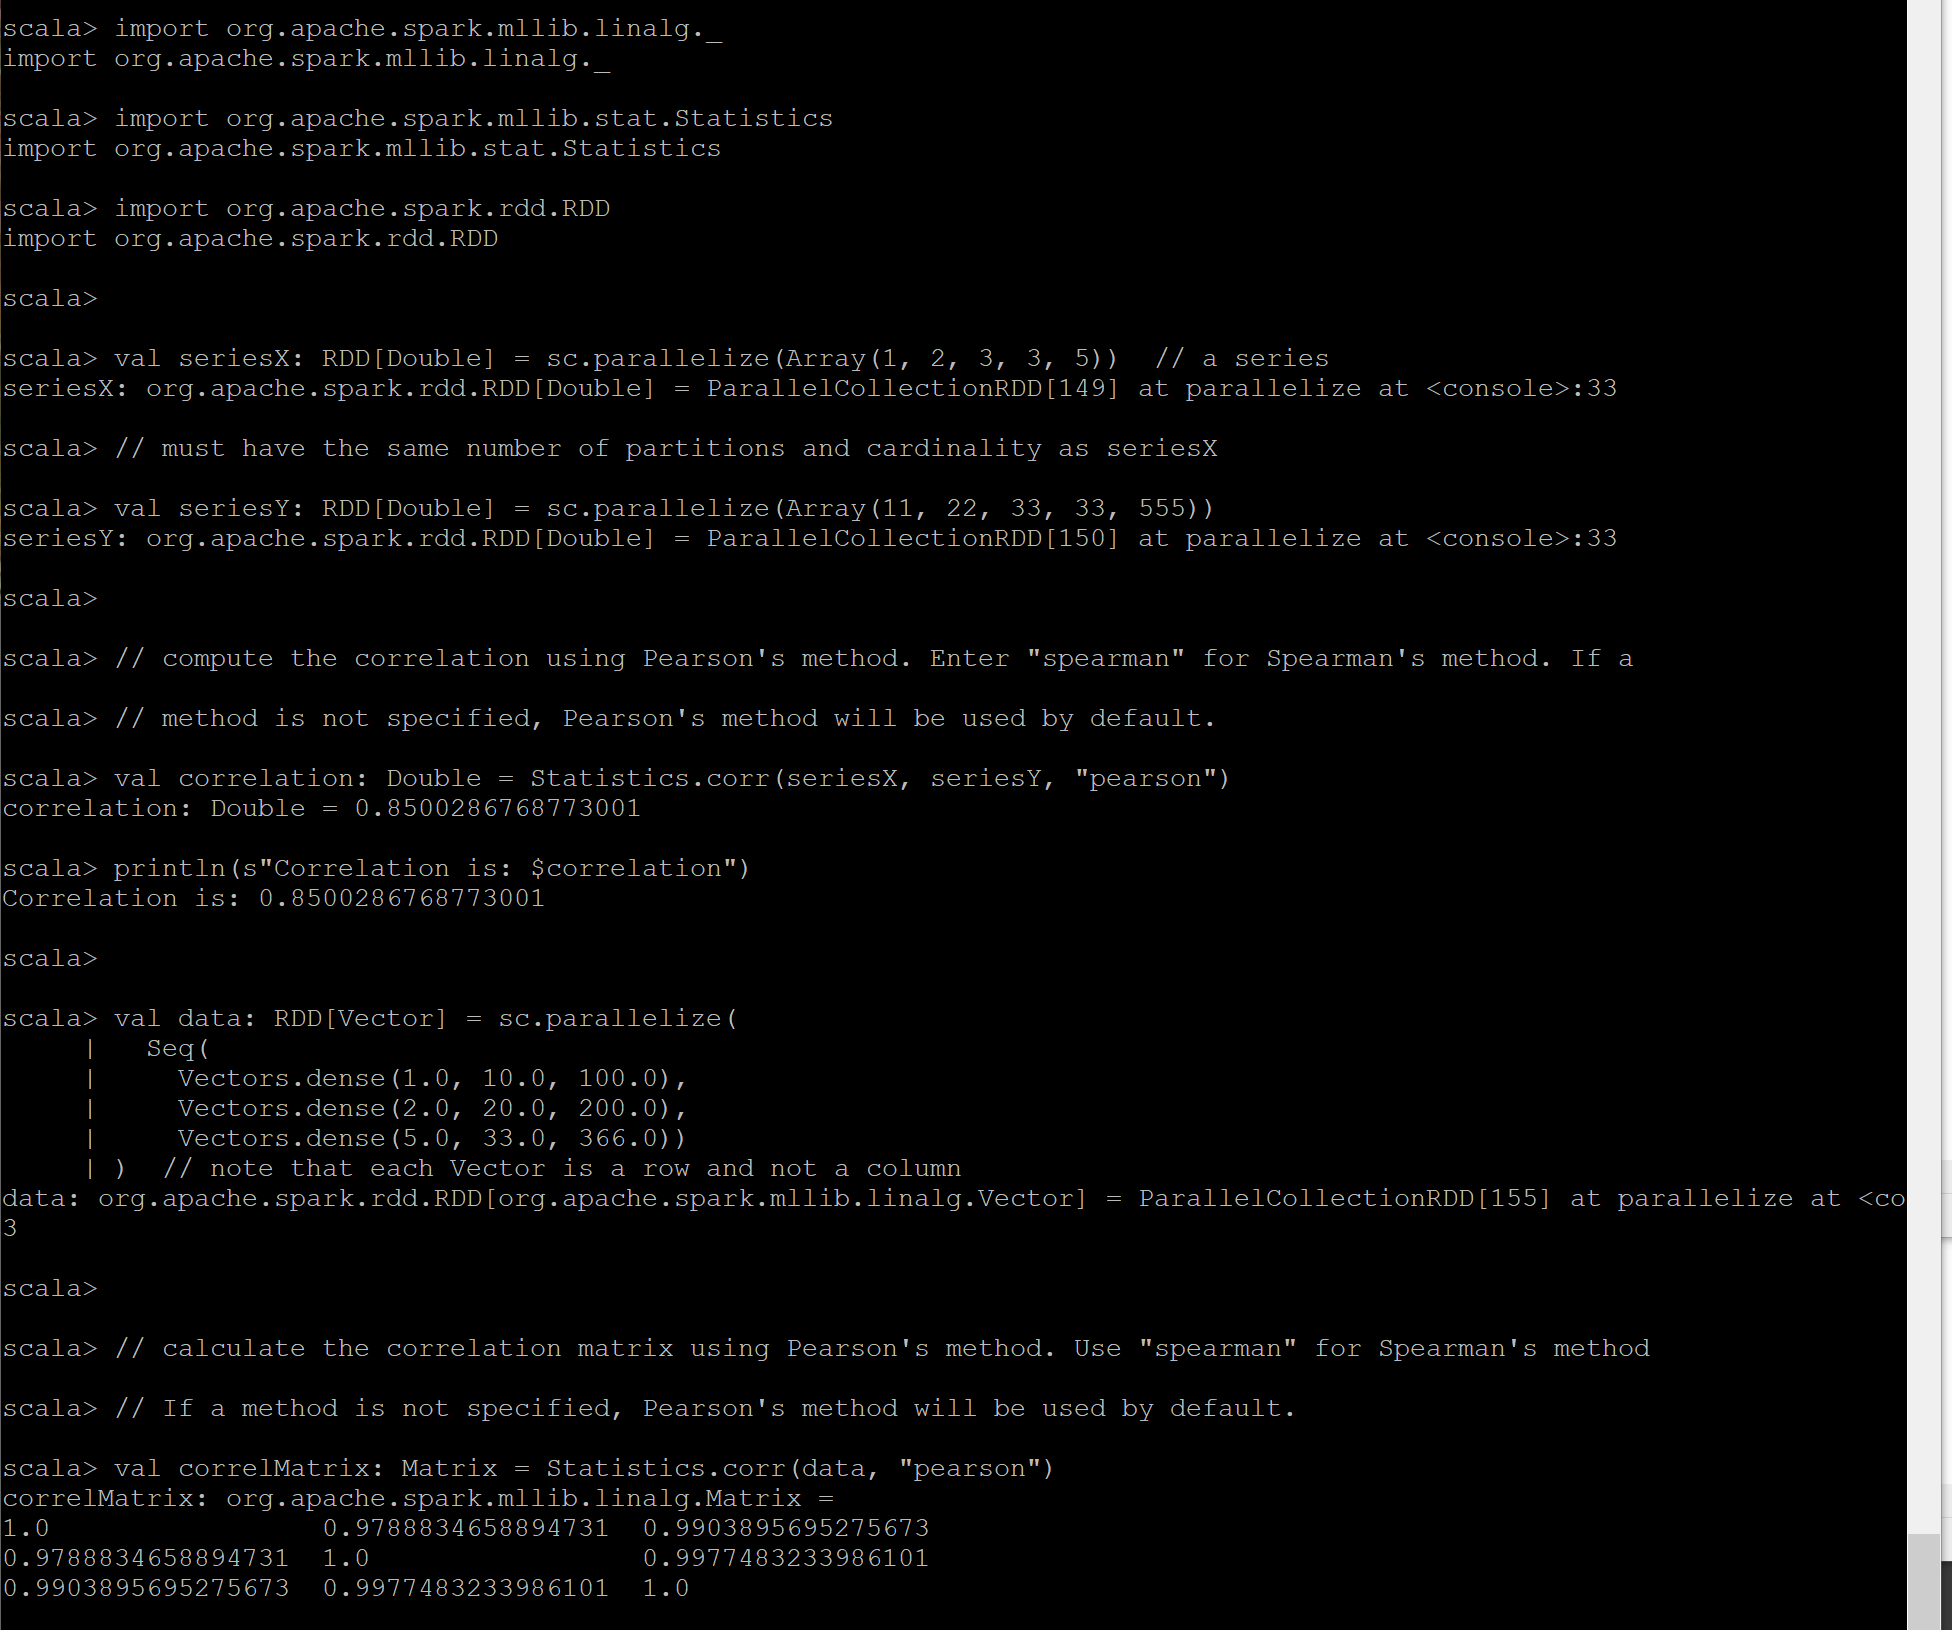 scala> import org.apache.spark.mllib.linalg._
import org.apache.spark.mllib.linalg._
scala> import org.apache.spark.mllib.stat.Statistics
import org.apache.spark.mllib.stat.Statistics
scala> import org.apache.spark.rdd.RDD
import org.apache.spark.rdd.RDD
scala>
scala> val seriesX: RDD[Double] = sc.parallelize(Array(1, 2, 3, 3, 5))  // a series
seriesX: org.apache.spark.rdd.RDD[Double] = ParallelCollectionRDD[149] at parallelize at <console>:33
scala> // must have the same number of partitions and cardinality as seriesX
scala> val seriesY: RDD[Double] = sc.parallelize(Array(11, 22, 33, 33, 555))
seriesY: org.apache.spark.rdd.RDD[Double] = ParallelCollectionRDD[150] at parallelize at <console>:33
scala>
scala> // compute the correlation using Pearson's method. Enter "spearman" for Spearman's method. If a
scala> // method is not specified, Pearson's method will be used by default.
scala> val correlation: Double = Statistics.corr(seriesX, seriesY, "pearson")
correlation: Double = 0.8500286768773001
scala> println(s"Correlation is: $correlation")
Correlation is: 0.8500286768773001
scala>
scala> val data: RDD[Vector] = sc.parallelize(
     |   Seq(
     |     Vectors.dense(1.0, 10.0, 100.0),
     |     Vectors.dense(2.0, 20.0, 200.0),
     |     Vectors.dense(5.0, 33.0, 366.0))
     | )  // note that each Vector is a row and not a column
data: org.apache.spark.rdd.RDD[org.apache.spark.mllib.linalg.Vector] = ParallelCollectionRDD[155] at parallelize at <co
3
scala>
scala> // calculate the correlation matrix using Pearson's method. Use "spearman" for Spearman's method
scala> // If a method is not specified, Pearson's method will be used by default.
scala> val correlMatrix: Matrix = Statistics.corr(data, "pearson")
correlMatrix: org.apache.spark.mllib.linalg.Matrix =
1.0                 0.9788834658894731  0.9903895695275673
0.9788834658894731  1.0                 0.9977483233986101
0.9903895695275673  0.9977483233986101  1.0